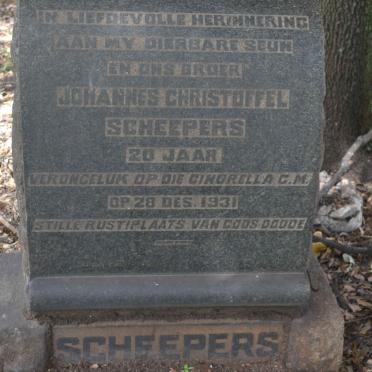 IN LIEFDEVOLLE HERINNERING
AAN MY DIERBARE SEUN
EN ONS BROER
JOHANNES CHRISTOFFEL
SCHEEPERS
20 JAAR
VERONGELUK OP DIE CINDRELLA G.M.
OP 28 DES. 1931
STILLE RUSTPLAATS VAN GODS DODDE
SCHEEPERS